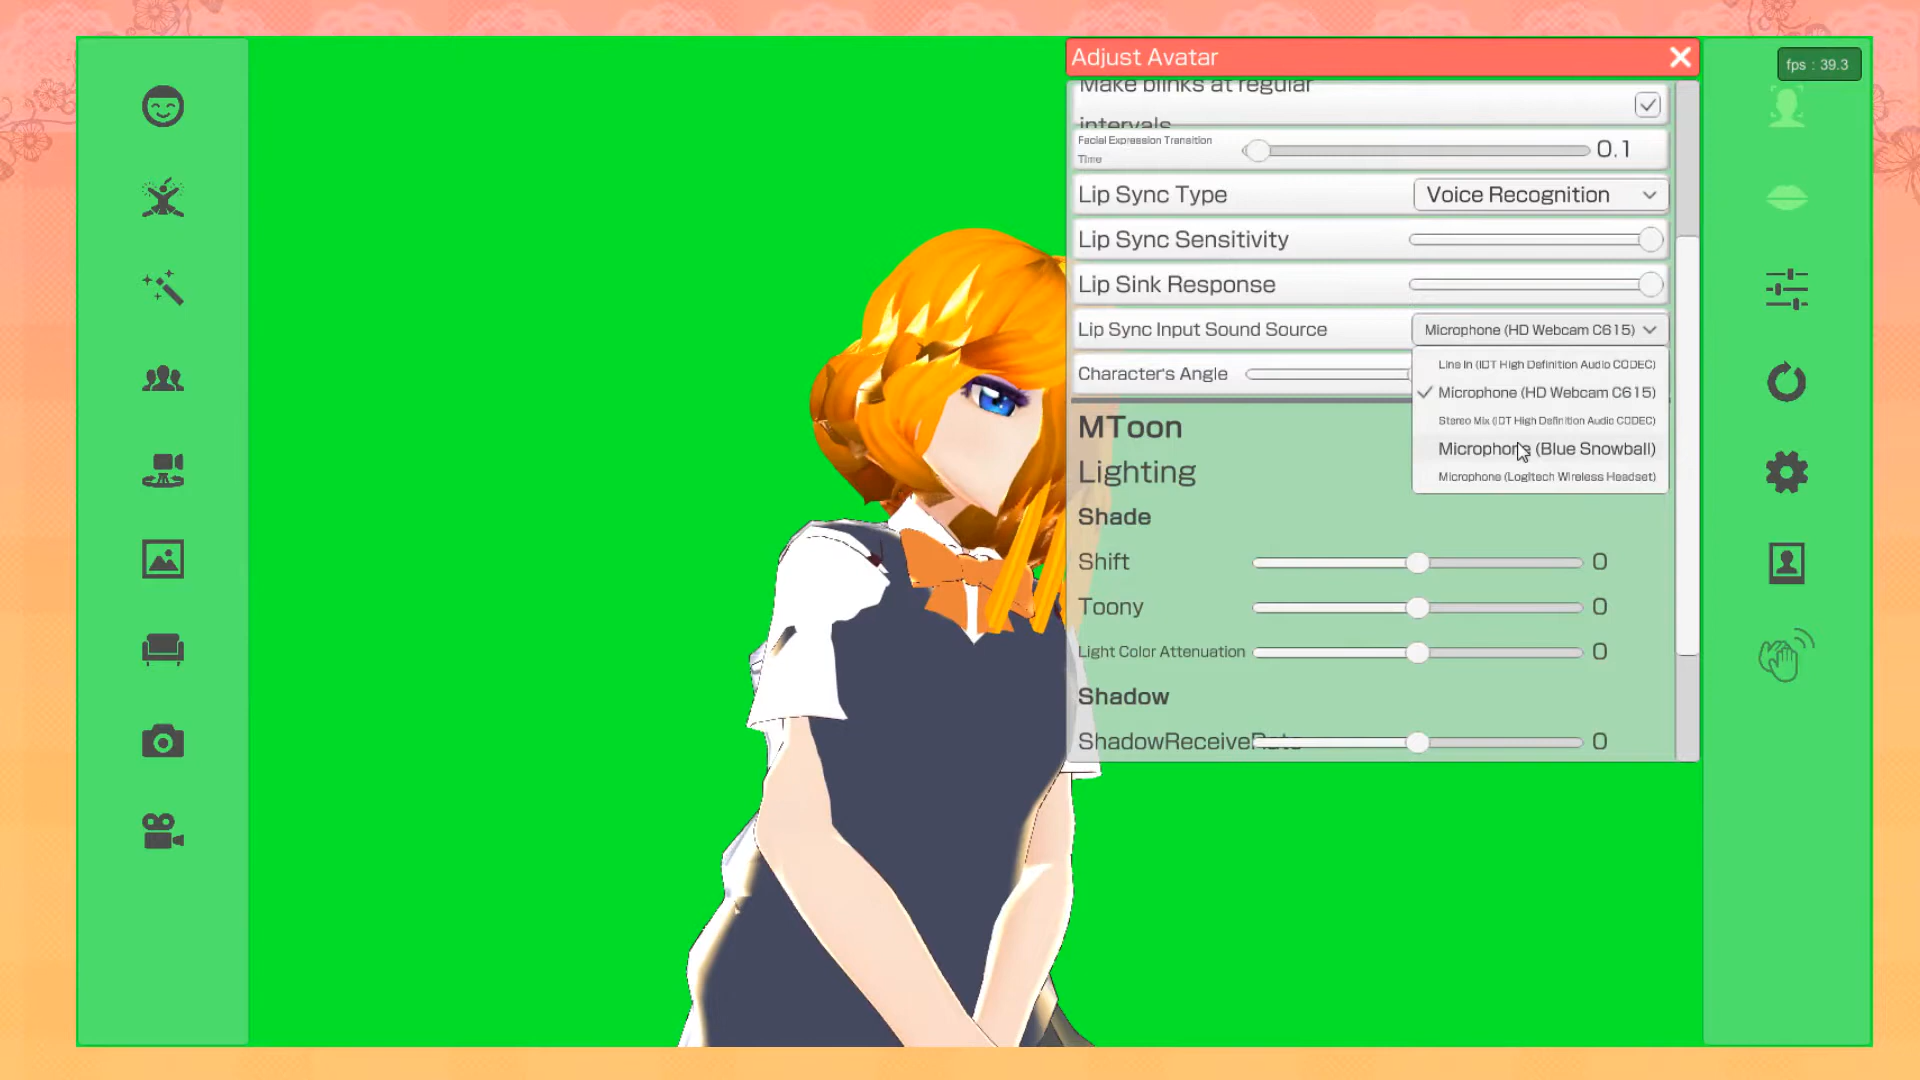 Adjust Avatar
fps : 39.3
Make blinks at regular
intervals
Facial Expression Transition
Time
0.1
Lip Sync Type
Voice Recognition
Lip Sync Sensitivity
Lip Sink Response
Lip Sync Input Sound Source
Microphone (HD Webcam C615)
Line In (IDT High Definition Audio CODEC)
Character's Angle
Microphone (HD Webcam C615)
Stereo Mix (IDT High Definition Audio CODEC)
MToon
Microphone (Blue Snowball)
Lighting
Microphone (Logitech Wireless Headset)
Shade
Shift
0
Toony
0
Light Color Attenuation
0
Shadow
ShadowReceiveRate
0